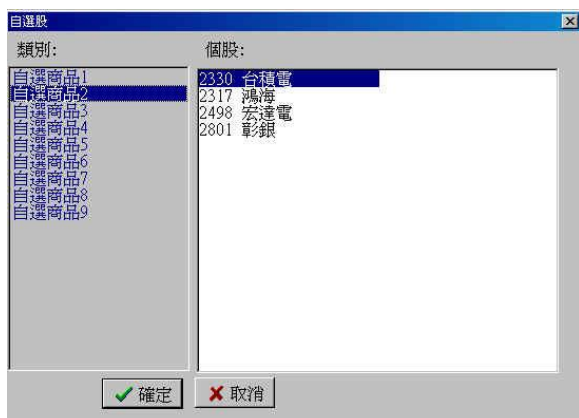 自選股
類別:
自選商品1
自選商品2
自選商品3
自選商品4
自選商品5
自選商品6
自選商品7
自選商品8
自選商品9
個股:
2330 台積電
2317 鴻海
2498 宏達電
2801 彰銀
確定
取消